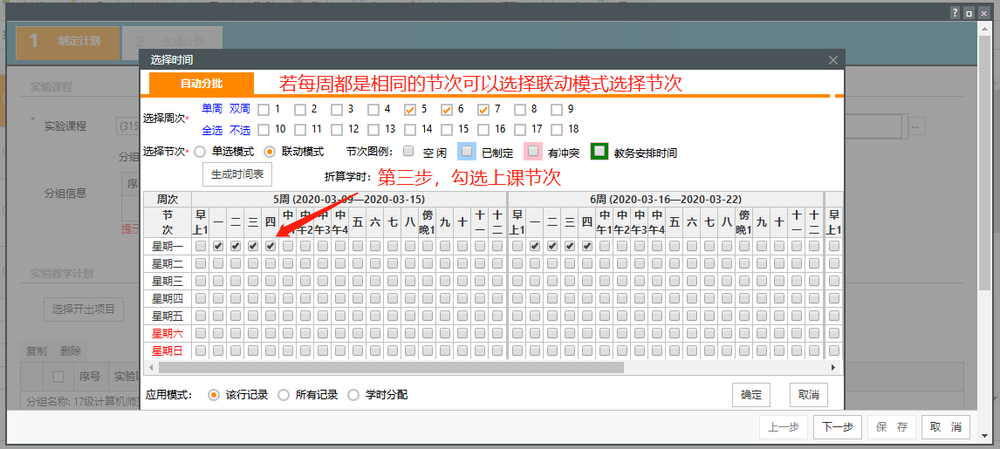 1 制定计划
2 生成计划
实验课程
* 实验课程
(315
...
分组
分组信息
序
提示
实验教学计划
选择开出项目
复制 删除
序号 实验项
分组名称: 17级计算机师范
选择时间
自动分批
若每周都是相同的节次可以选择联动模式选择节次
选择周次*
单周 双周 1 2 3 4 5 6 7 8 9
全选 不选 10 11 12 13 14 15 16 17 18
选择节次* 单选模式 联动模式 节次图例: 空闲 已制定 有冲突 教务安排时间
生成时间表 折算学时:
第三步，勾选上课节次
周次 5周 (2020-03-09—2020-03-15) 6周 (2020-03-16—2020-03-22)
节次 早上1 一 二 三 四 中午1 中午2 中午3 中午4 五 六 七 八 傍晚1 九 十 十一 十二 早上1 一 二 三 四 中午1 中午2 中午3 中午4 五 六 七 八 傍晚1 九 十 十一 十二 早上1
星期一
星期二
星期三
星期四
星期五
星期六
星期日
应用模式: 该行记录 所有记录 学时分配
确定 取消
上一步 下一步 保 存 取 消